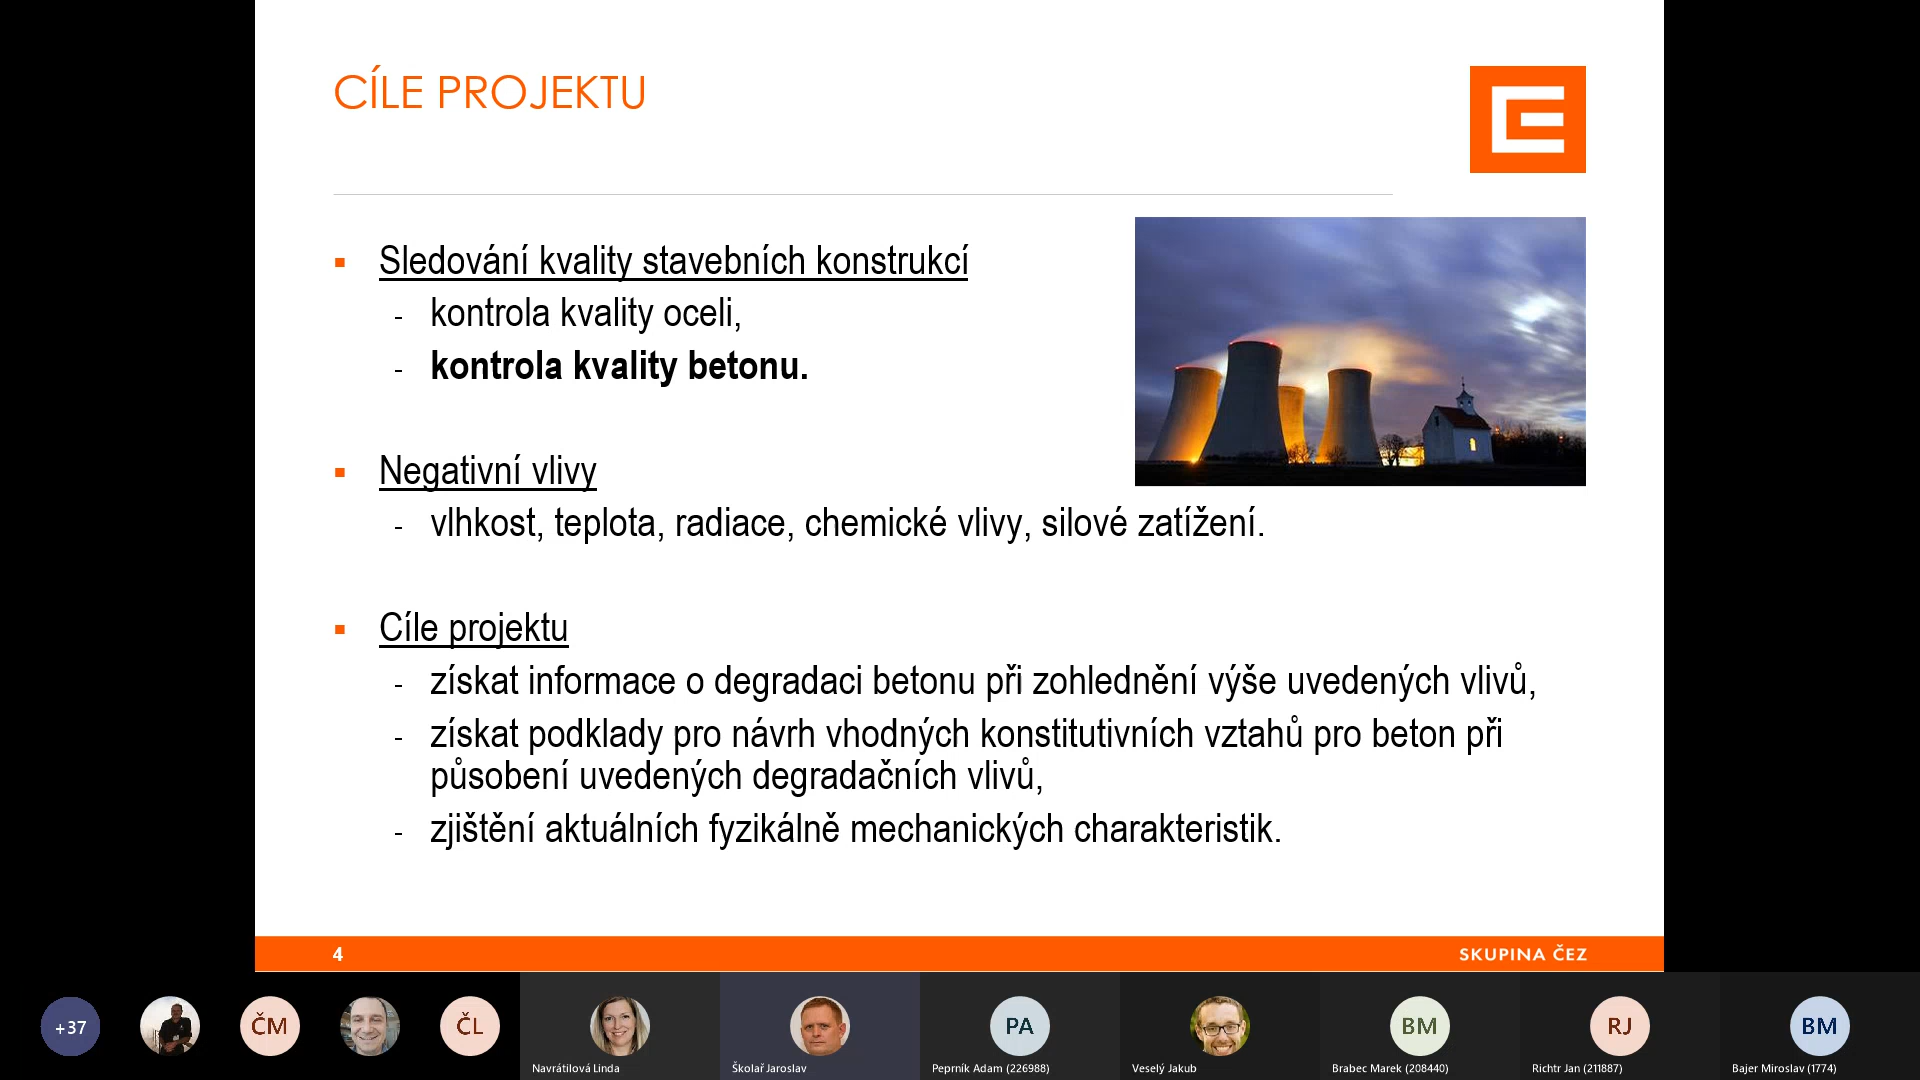 CÍLE PROJEKTU
Sledování kvality stavebních konstrukcí
- kontrola kvality oceli,
- kontrola kvality betonu.
Negativní vlivy
- vlhkost, teplota, radiace, chemické vlivy, silové zatížení.
Cíle projektu
- získat informace o degradaci betonu při zohlednění výše uvedených vlivů,
- získat podklady pro návrh vhodných konstitutivních vztahů pro beton při
působení uvedených degradačních vlivů,
- zjištění aktuálních fyzikálně mechanických charakteristik.
4
SKUPINA ČEZ
+37
ČM
ČL
PA
BM
RJ
BM
Navrátilová Linda
Školař Jaroslav
Peprník Adam (226988)
Veselý Jakub
Brabec Marek (208440)
Richtr Jan (211887)
Bajer Miroslav (1774)